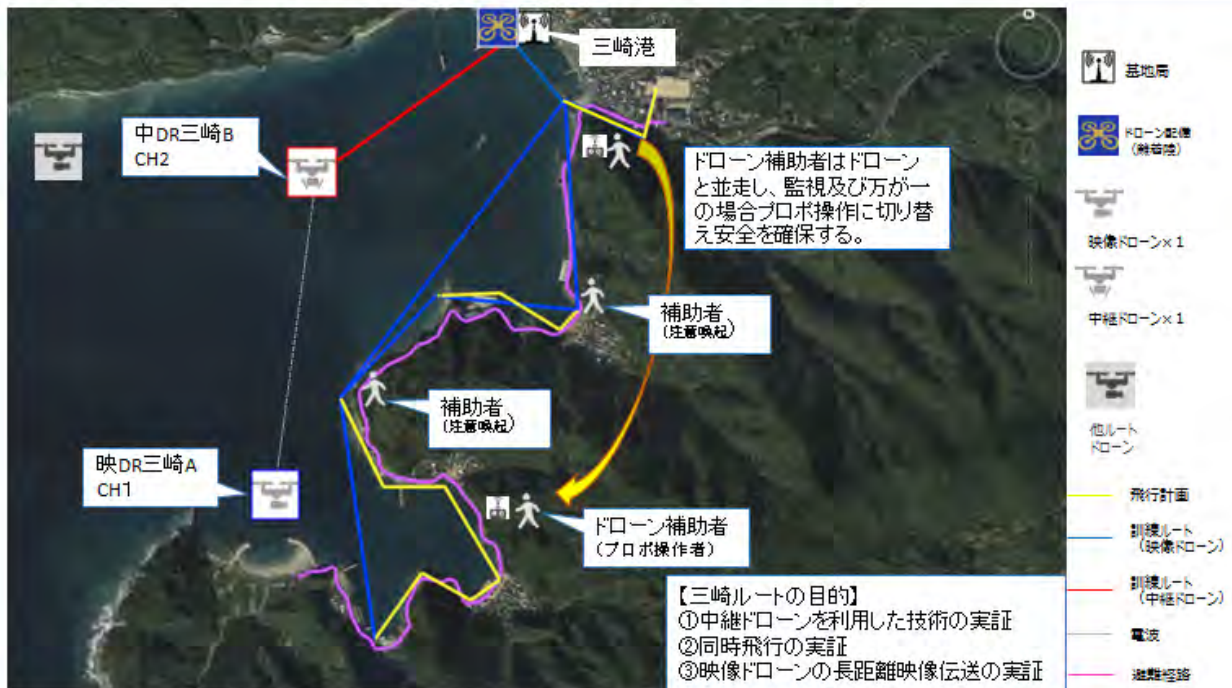 三崎港
基地局
中DR三崎B
CH2
ドローン配備
(離着陸)
ドローン補助者はドローン
と並走し、監視及び万が一
の場合プロポ操作に切り替
え安全を確保する。
映像ドローン×1
補助者
(注意喚起)
中継ドローン×1
補助者
(注意喚起)
他ルート
ドローン
映DR三崎A
CH1
飛行計画
ドローン補助者
(プロポ操作者)
訓練ルート
(映像ドローン)
【三崎ルートの目的】
①中継ドローンを利用した技術の実証
②同時飛行の実証
③映像ドローンの長距離映像伝送の実証
訓練ルート
(中継ドローン)
電波
避難経路